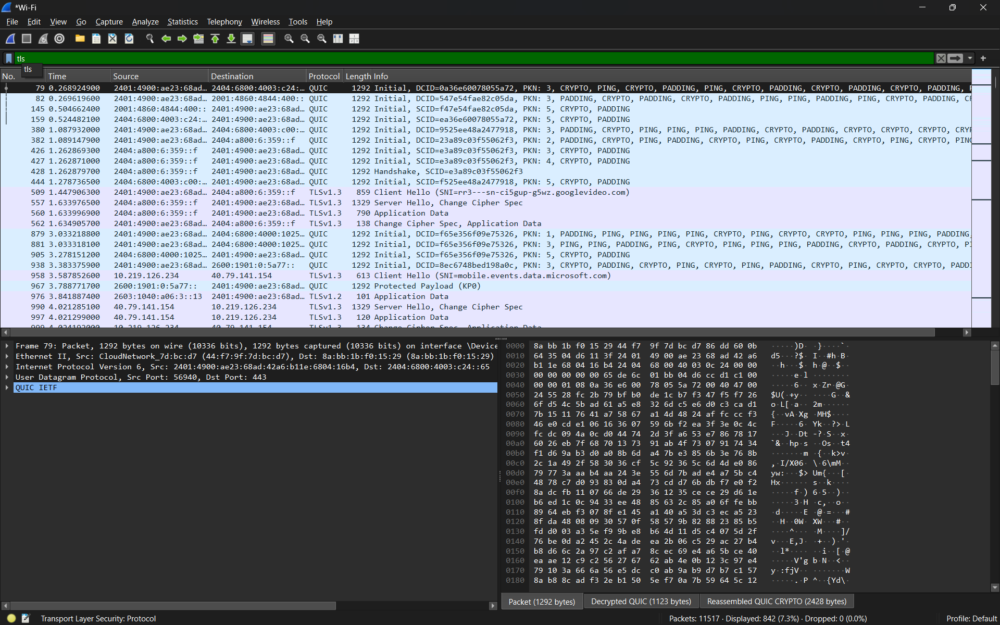 *Wi-Fi
File Edit View Go Capture Analyze Statistics Telephony Wireless Tools Help
tls
tls
No. Time Source Destination Protocol Length Info
79 0.268924900 2401:4900:ae23:68ad… 2404:6800:4003:c24:… QUIC 1292 Initial, DCID=0a36e60078055a72, PKN: 3, CRYPTO, PING, CRYPTO, PADDING, PING, CRYPTO, PADDING, CRYPTO, PADDING, CRYPTO, PADDING,
82 0.269619600 2401:4900:ae23:68ad… 2001:4860:4844:400:: QUIC 1292 Initial, DCID=547e54fae82c05da, PKN: 3, PADDING, CRYPTO, PADDING, CRYPTO, PADDING, PING, PING, PADDING, PING, CRYPTO, PADDING,
145 0.504662400 2001:4860:4844:400:: 2401:4900:ae23:68ad… QUIC 1292 Initial, SCID=f47e54fae82c05da, PKN: 5, CRYPTO, PADDING
159 0.524482100 2404:6800:4003:c24:… 2401:4900:ae23:68ad… QUIC 1292 Initial, SCID=ea36e60078055a72, PKN: 5, CRYPTO, PADDING
380 1.087932000 2401:4900:ae23:68ad… 2404:6800:4003:c00:… QUIC 1292 Initial, DCID=9525ee48a2477918, PKN: 3, PADDING, CRYPTO, PING, PING, PING, PADDING, CRYPTO, PADDING, CRYPTO, CRYPTO, CRYPTO,
382 1.089147900 2401:4900:ae23:68ad… 2404:a800:6:359::f QUIC 1292 Initial, DCID=23a89c03f55062f3, PKN: 2, PADDING, CRYPTO, PING, PADDING, CRYPTO, PING, CRYPTO, PADDING, CRYPTO, PING, CRYPTO,
426 1.262869300 2404:a800:6:359::f 2401:4900:ae23:68ad… QUIC 1292 Initial, SCID=e3a89c03f55062f3, PKN: 3, CRYPTO, PADDING
427 1.262871000 2404:a800:6:359::f 2401:4900:ae23:68ad… QUIC 1292 Initial, SCID=e3a89c03f55062f3, PKN: 4, CRYPTO, PADDING
428 1.262879700 2404:a800:6:359::f 2401:4900:ae23:68ad… QUIC 1292 Handshake, SCID=e3a89c03f55062f3
444 1.278736500 2404:6800:4003:c00:… 2401:4900:ae23:68ad… QUIC 1292 Initial, SCID=f525ee48a2477918, PKN: 5, CRYPTO, PADDING
509 1.447906300 2401:4900:ae23:68ad… 2404:a800:6:359::f TLSv1.3 859 Client Hello (SNI=rr3---sn-ci5gup-g5wz.googlevideo.com)
557 1.633976500 2404:a800:6:359::f 2401:4900:ae23:68ad… TLSv1.3 1329 Server Hello, Change Cipher Spec
560 1.633996900 2404:a800:6:359::f 2401:4900:ae23:68ad… TLSv1.3 790 Application Data
562 1.634905700 2401:4900:ae23:68ad… 2404:a800:6:359::f TLSv1.3 138 Change Cipher Spec, Application Data
879 3.033218800 2401:4900:ae23:68ad… 2404:6800:4000:1025… QUIC 1292 Initial, DCID=f65e356f09e75326, PKN: 1, PADDING, PING, PING, PING, PING, CRYPTO, PING, CRYPTO, CRYPTO, PING, PING, PING, PADDING,
881 3.033318100 2401:4900:ae23:68ad… 2404:6800:4000:1025… QUIC 1292 Initial, DCID=f65e356f09e75326, PKN: 3, PING, PING, PADDING, PING, CRYPTO, PING, PING, PING, PADDING, CRYPTO, PADDING, CRYPTO,
905 3.278151200 2404:6800:4000:1025… 2401:4900:ae23:68ad… QUIC 1292 Initial, SCID=f65e356f09e75326, PKN: 5, CRYPTO, PADDING
938 3.383375900 2401:4900:ae23:68ad… 2600:1901:0:5a77:: QUIC 1292 Initial, DCID=8ec6748bed198a0c, PKN: 3, CRYPTO, PADDING, CRYPTO, PING, CRYPTO, PING, PADDING, CRYPTO, PING, CRYPTO, CRYPTO,
958 3.587852600 10.219.126.234 40.79.141.154 TLSv1.3 613 Client Hello (SNI=mobile.events.data.microsoft.com)
967 3.788771700 2600:1901:0:5a77:: 2401:4900:ae23:68ad… QUIC 1292 Protected Payload (KP0)
976 3.841887400 2603:1040:a06:3::13 2401:4900:ae23:68ad… TLSv1.2 101 Application Data
990 4.021285100 40.79.141.154 10.219.126.234 TLSv1.3 1329 Server Hello, Change Cipher Spec
997 4.021299000 40.79.141.154 10.219.126.234 TLSv1.3 120 Application Data
Frame 79: Packet, 1292 bytes on wire (10336 bits), 1292 bytes captured (10336 bits) on interface \Device
Ethernet II, Src: CloudNetwork_7d:bc:d7 (44:f7:9f:7d:bc:d7), Dst: 8a:bb:1b:f0:15:29 (8a:bb:1b:f0:15:29)
Internet Protocol Version 6, Src: 2401:4900:ae23:68ad:42a6:b11e:6804:16b4, Dst: 2404:6800:4003:c24::65
User Datagram Protocol, Src Port: 56940, Dst Port: 443
QUIC IETF
0000 8a bb 1b f0 15 29 44 f7 9f 7d bc d7 86 dd 60 0b ·····)D· ·}····`·
0010 64 35 04 d6 11 3f 24 01 49 00 ae 23 68 ad 42 a6 d5···?$· I··#h·B·
0020 b1 1e 68 04 16 b4 24 04 68 00 40 03 0c 24 00 00 ··h···$· h·@··$··
0030 00 00 00 00 00 65 de 6c 01 bb 04 d6 cc d1 c1 00 ·····e·l ········
0040 00 00 01 08 0a 36 e6 00 78 05 5a 72 00 40 47 00 ·····6·· x·Zr·@G·
0050 24 55 28 fc 2b 79 bf b0 de 1c b7 f3 47 f5 f7 26 $U(·+y·· ····G··&
0060 6f d5 4c 5b ad 61 a5 e8 32 6d c5 e6 d0 c3 ca d1 o·L[·a·· 2m······
0070 7b 15 11 76 41 a7 58 67 a1 4d 48 24 af fc cc f3 {··vA·Xg ·MH$····
0080 46 e0 cd e1 06 16 36 07 59 6b f2 ea 3f 3e 0c 4c F·····6· Yk··?>·L
0090 fc dc 09 4a 0c d0 44 74 2d 3f a6 53 e7 86 78 17 ···J··Dt -?·S··x·
00a0 60 26 eb 7f 68 70 13 73 91 ab 4f 73 07 91 74 34 `&··hp·s ··Os··t4
00b0 f1 d6 9a b3 d0 a0 8b 6d a4 7b e3 85 6b 3e 76 8b ·······m ·{··k>v·
00c0 2c 1a 49 2f 58 30 36 cf 5c 92 36 5c 6d 4d e0 86 ,·I/X06· \·6\mM··
00d0 79 77 3a aa b4 aa 24 3e 55 6d 7b ad e4 a7 5b c4 yw:···$> Um{···[·
00e0 48 78 c7 d0 93 83 0d a4 73 cd d7 6b db f7 e0 f2 Hx······ s··k····
00f0 8a dc fb 11 07 66 de 29 36 12 35 ce ce 29 d6 1e ·····f·) 6·5··)··
0100 b6 ed 1c 0c 94 33 ee 48 85 63 2c 85 a0 6f fe bb ·····3·H ·c,··o··
0110 89 64 eb f3 07 8f e1 45 a1 40 a5 3d c3 ec a5 23 ·d·····E ·@·=···#
0120 8f da 48 08 09 30 57 0f 58 57 9b 82 88 23 85 b5 ··H··0W· XW···#··
0130 fd d0 03 a3 5e f9 9b e8 b6 4d 11 d5 c4 07 5d 2f ····^··· ·M····]/
0140 76 be 0d a2 45 2c 4a de ea 2b 06 c5 29 ac 27 b4 v···E,J· ·+··)·'·
0150 b8 d6 6c 2a 97 c2 af a7 8c ec 69 e4 a6 5b ce 40 ··l*···· ··i··[·@
0160 ea ae 12 c9 c2 56 27 67 62 ab 4e 0b 12 3c 97 e4 ·····V'g b·N··<··
0170 79 10 3a 66 6a 56 e5 dc c0 ab 9a b9 d7 b7 c1 57 y·:fjV·· ·······W
0180 8a b8 8c ad f3 2e b1 50 5e f7 0a 7b 59 64 5c 12 ·····.·P ^··{Yd\·
Packet (1292 bytes) Decrypted QUIC (1123 bytes) Reassembled QUIC CRYPTO (2428 bytes)
Transport Layer Security: Protocol Packets: 11517 · Displayed: 842 (7.3%) · Dropped: 0 (0.0%) Profile: Default